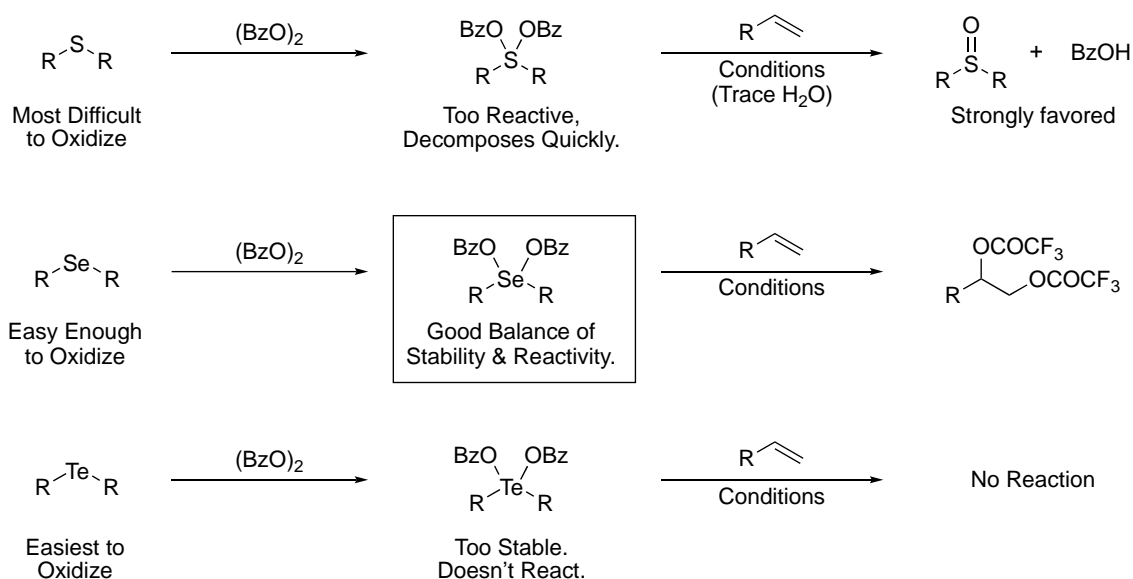 S
R R
Most Difficult
to Oxidize
(BzO)₂
BzO OBz
S
R R
Too Reactive,
Decomposes Quickly.
R
Conditions
(Trace H₂O)
O
S
R R
+ BzOH
Strongly favored
Se
R R
Easy Enough
to Oxidize
(BzO)₂
BzO OBz
Se
R R
Good Balance of
Stability & Reactivity.
R
Conditions
OCOCF₃
OCOCF₃
R
Te
R R
Easiest to
Oxidize
(BzO)₂
BzO OBz
Te
R R
Too Stable.
Doesn't React.
R
Conditions
No Reaction